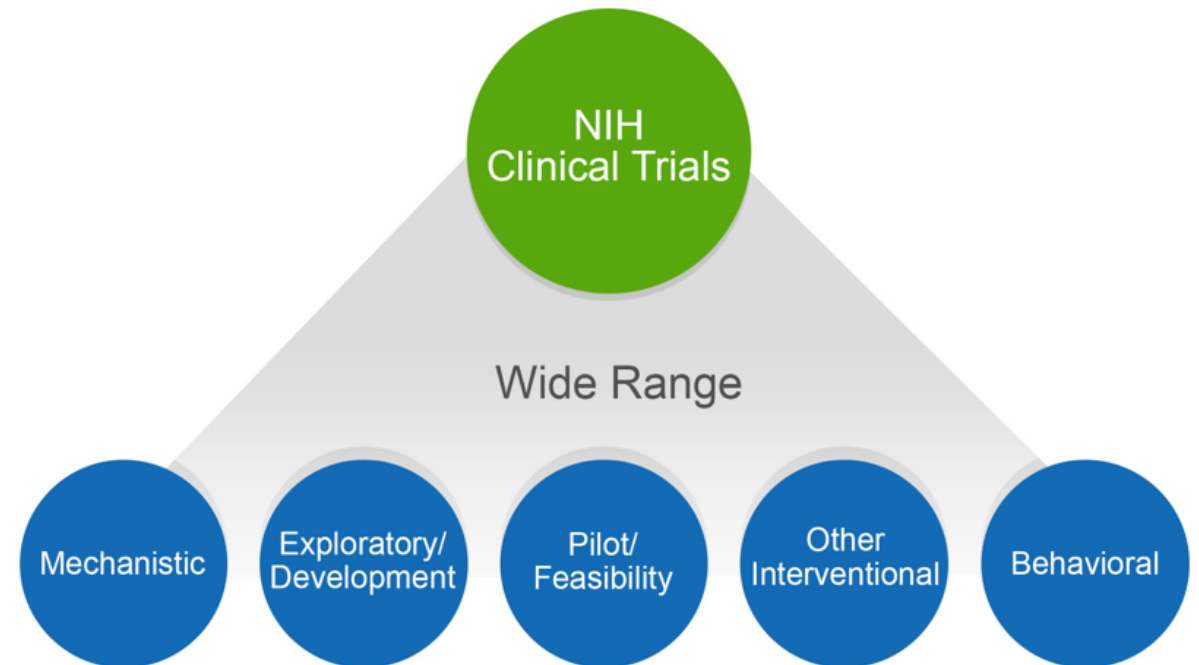 NIH
Clinical Trials
Wide Range
Mechanistic
Exploratory/
Development
Pilot/
Feasibility
Other
Interventional
Behavioral